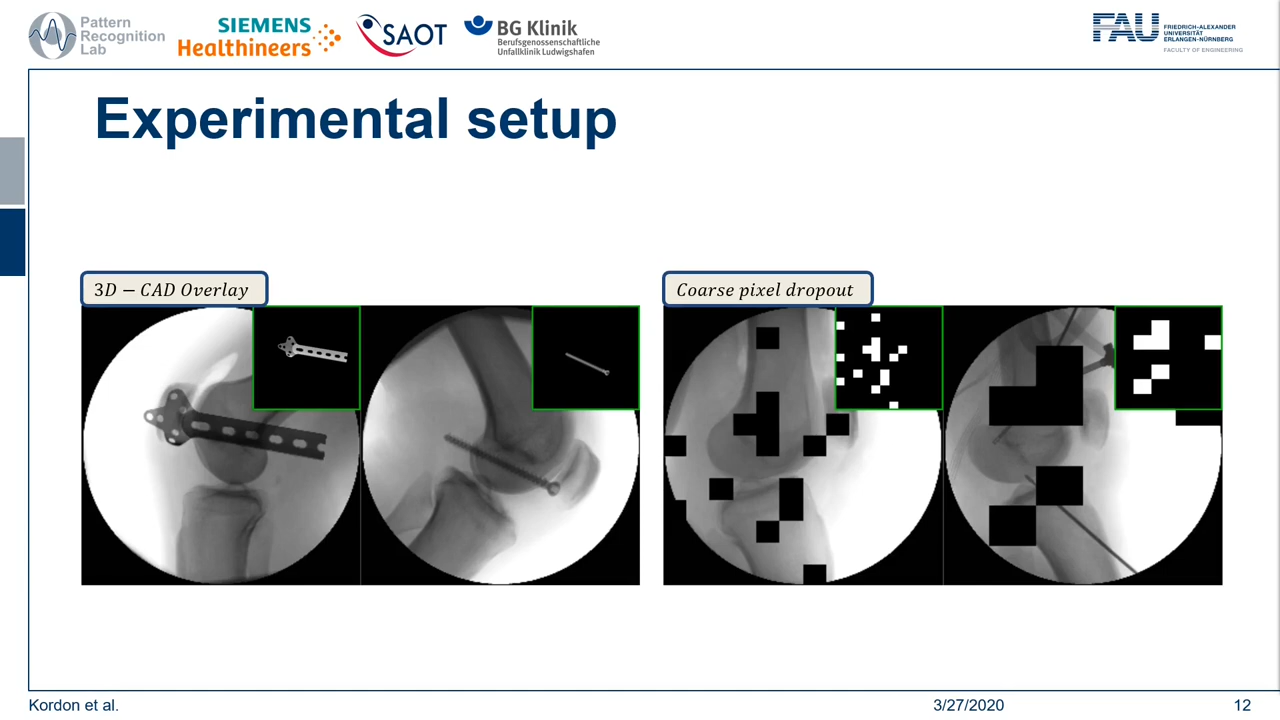 Pattern
Recognition
Lab
SIEMENS
Healthineers
SAOT
BG Klinik
Berufsgenossenschaftliche
Unfallklinik Ludwigshafen
FAU
FRIEDRICH-ALEXANDER
UNIVERSITÄT
ERLANGEN-NÜRNBERG
FACULTY OF ENGINEERING
Experimental setup
3D − CAD Overlay
Coarse pixel dropout
Kordon et al.
3/27/2020
12